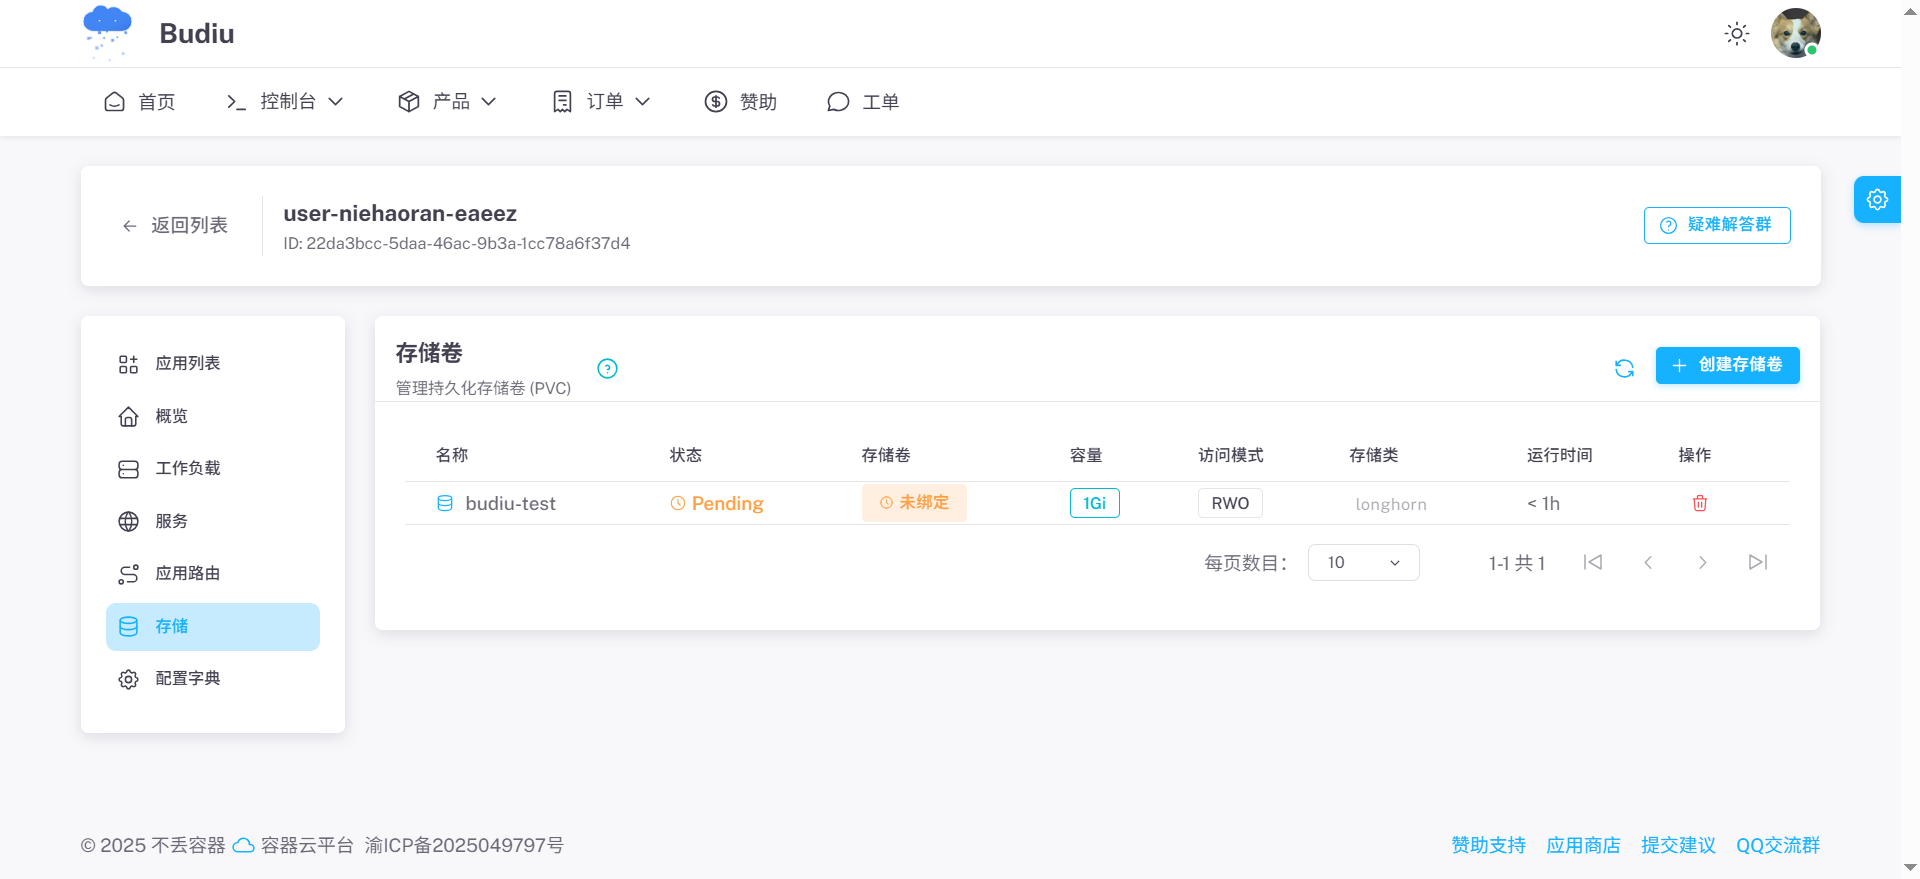 Budiu
首页
控制台
产品
订单
赞助
工单
返回列表
user-niehaoran-eaeez
ID: 22da3bcc-5daa-46ac-9b3a-1cc78a6f37d4
疑难解答群
应用列表
概览
工作负载
服务
应用路由
存储
配置字典
存储卷
管理持久化存储卷 (PVC)
创建存储卷
名称 状态 存储卷 容量 访问模式 存储类 运行时间 操作
budiu-test Pending 未绑定 1Gi RWO longhorn < 1h
每页数目： 10 1-1 共 1
© 2025 不丢容器 容器云平台 渝ICP备2025049797号
赞助支持 应用商店 提交建议 QQ交流群